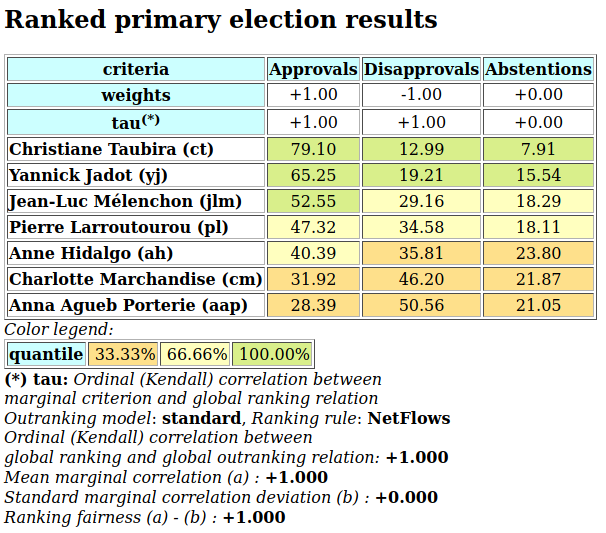 Ranked primary election results
criteria Approvals Disapprovals Abstentions
weights +1.00 -1.00 +0.00
tau(*) +1.00 +1.00 +0.00
Christiane Taubira (ct) 79.10 12.99 7.91
Yannick Jadot (yj) 65.25 19.21 15.54
Jean-Luc Mélenchon (jlm) 52.55 29.16 18.29
Pierre Larroutourou (pl) 47.32 34.58 18.11
Anne Hidalgo (ah) 40.39 35.81 23.80
Charlotte Marchandise (cm) 31.92 46.20 21.87
Anna Agueb Porterie (aap) 28.39 50.56 21.05
Color legend:
quantile 33.33% 66.66% 100.00%
(*) tau: Ordinal (Kendall) correlation between
marginal criterion and global ranking relation
Outranking model: standard, Ranking rule: NetFlows
Ordinal (Kendall) correlation between
global ranking and global outranking relation: +1.000
Mean marginal correlation (a) : +1.000
Standard marginal correlation deviation (b) : +0.000
Ranking fairness (a) - (b) : +1.000